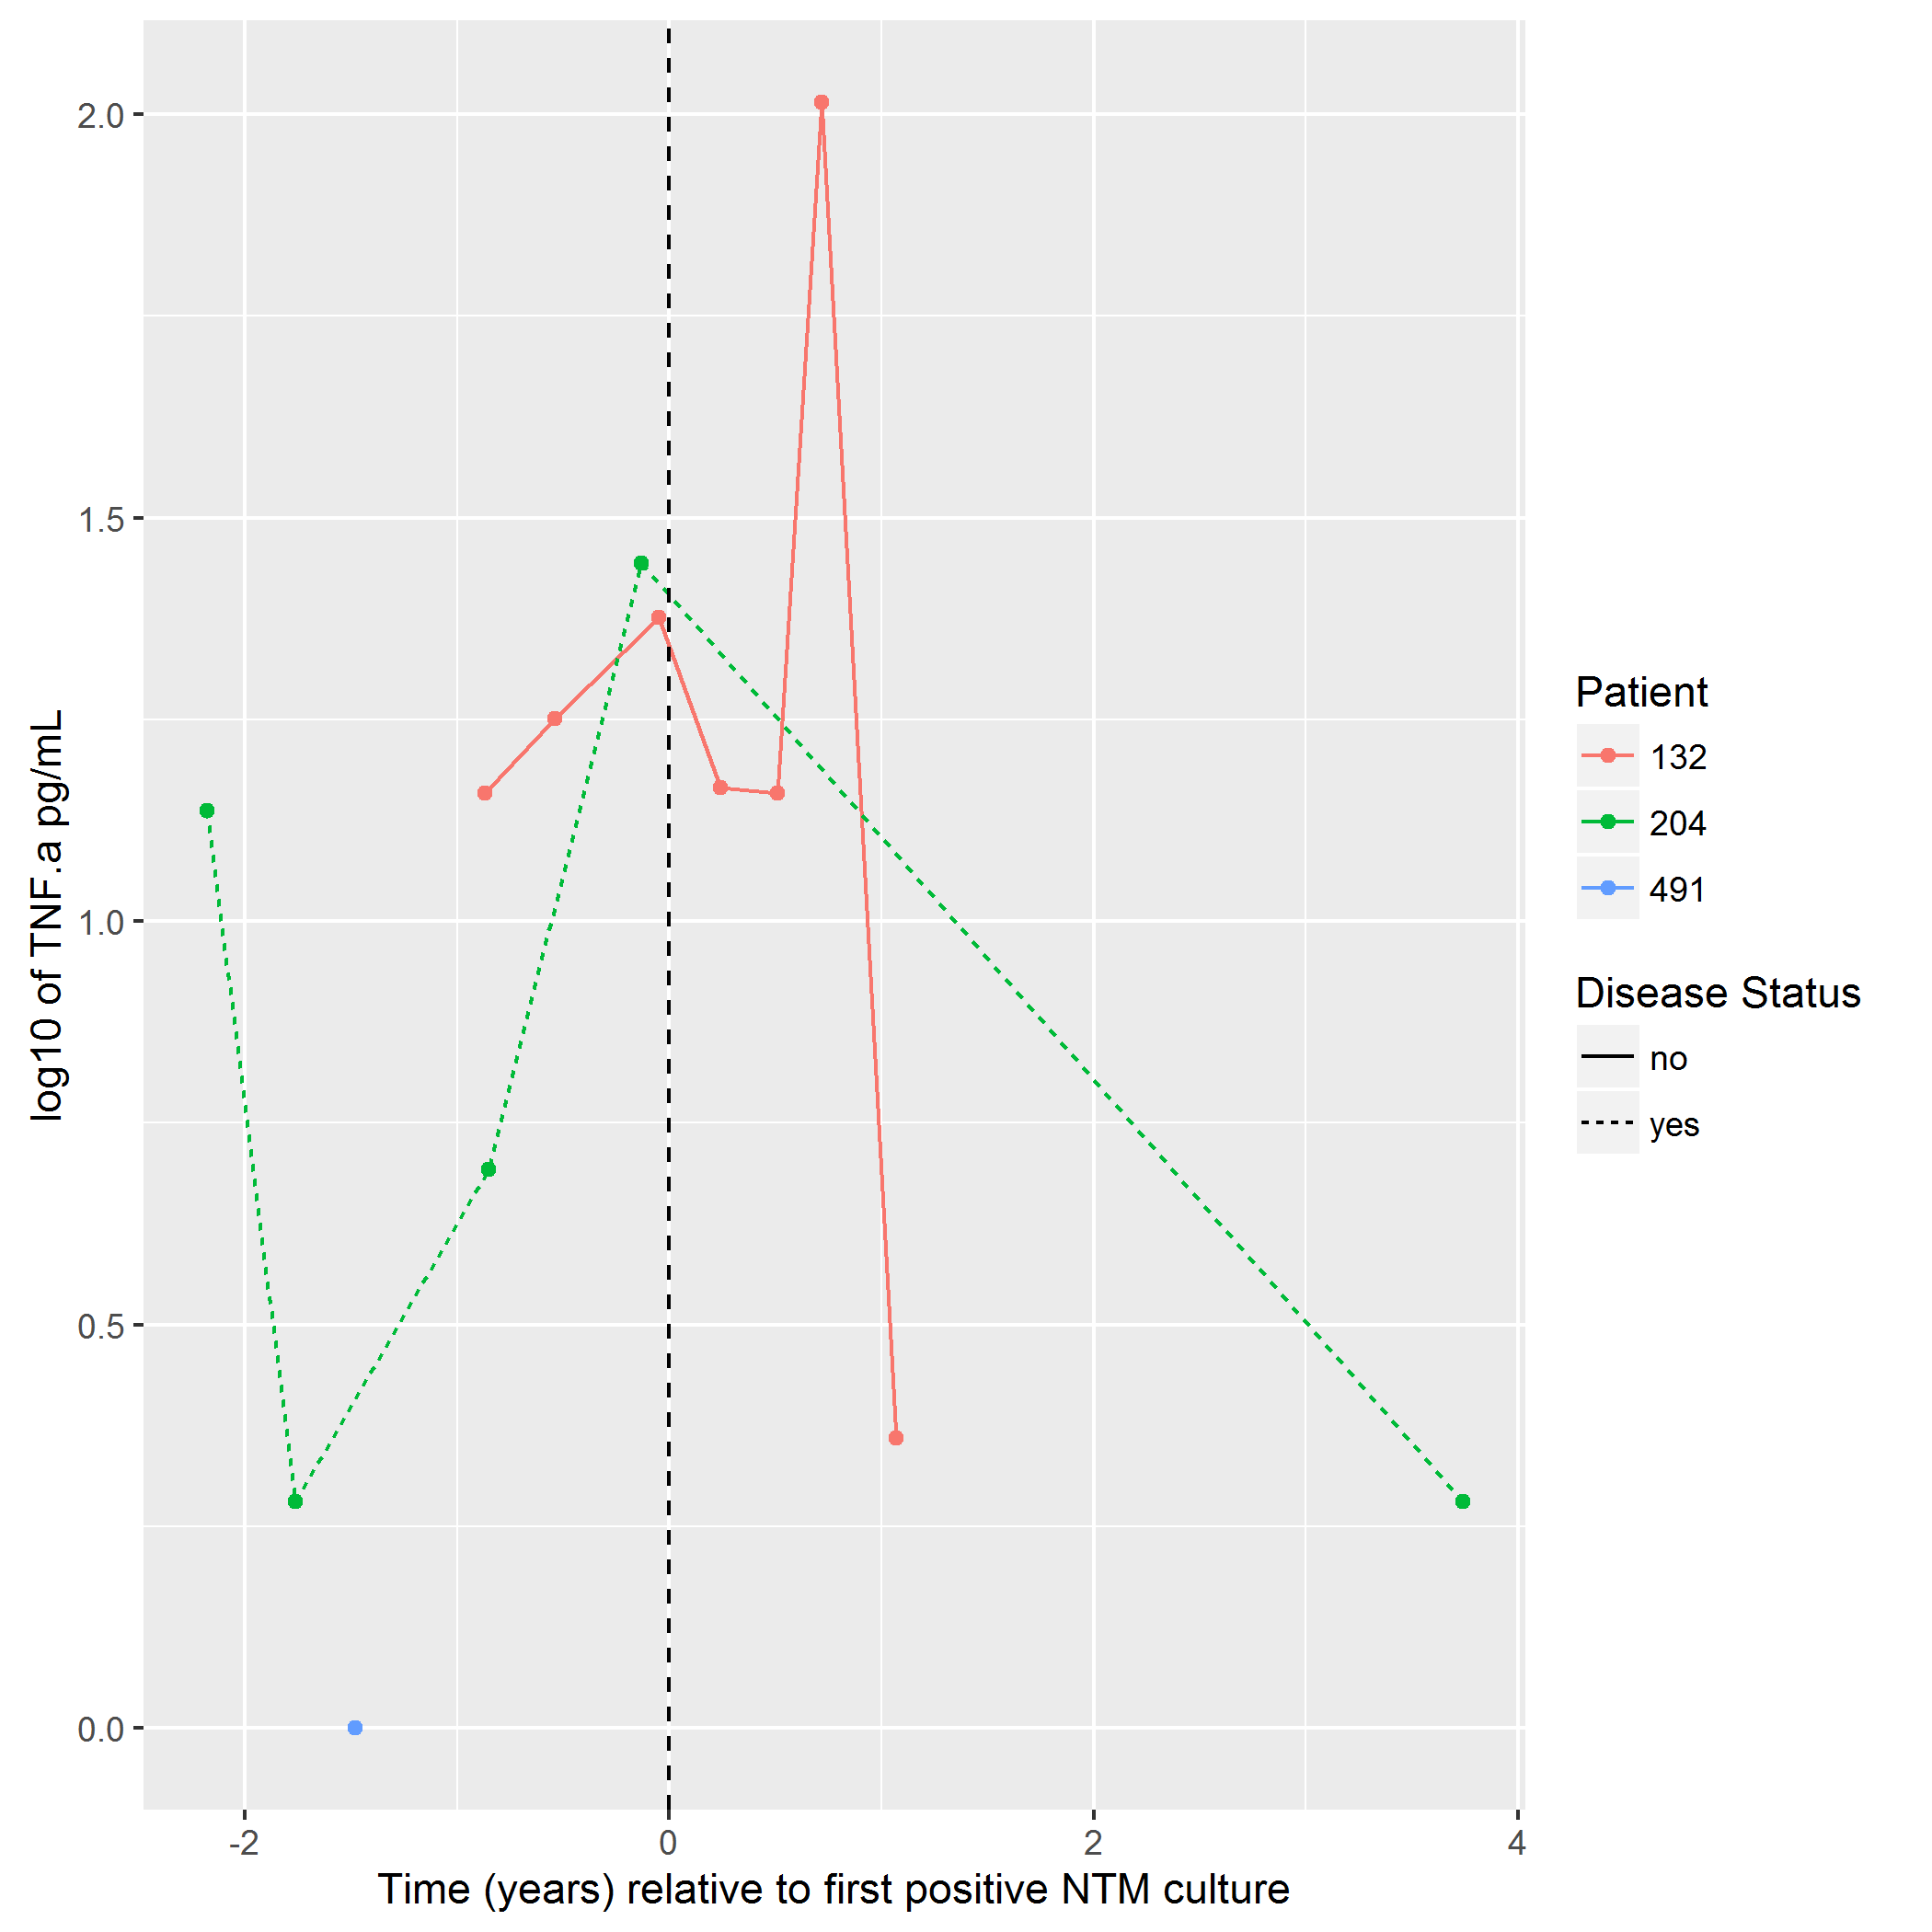 2.0
1.5
1.0
0.5
0.0
log10 of TNF.a pg/mL
-2 0 2 4
Time (years) relative to first positive NTM culture
Patient
132
204
491
Disease Status
no
yes